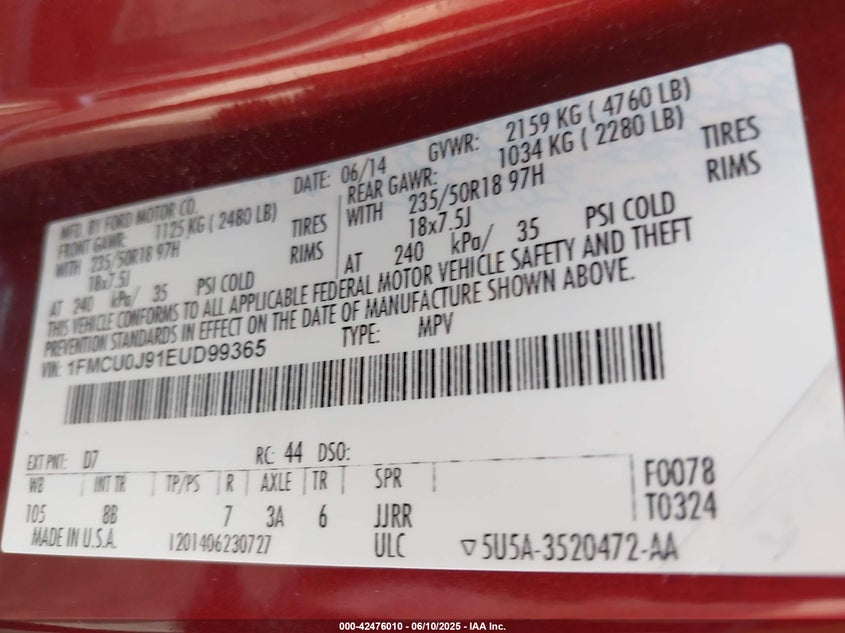 MFD. BY FORD MOTOR CO.
DATE: 06/14
GVWR: 2159 KG ( 4760 LB)
FRONT GAWR: 1125 KG ( 2480 LB)
REAR GAWR: 1034 KG ( 2280 LB)
WITH 235/50R18 97H TIRES
WITH 235/50R18 97H TIRES
18x7.5J RIMS
18x7.5J RIMS
AT 240 kPa/ 35 PSI COLD
AT 240 kPa/ 35 PSI COLD
THIS VEHICLE CONFORMS TO ALL APPLICABLE FEDERAL MOTOR VEHICLE SAFETY AND THEFT
PREVENTION STANDARDS IN EFFECT ON THE DATE OF MANUFACTURE SHOWN ABOVE.
VIN: 1FMCU0J91EUD99365
TYPE: MPV
EXT PNT: D7 RC: 44 DSO:
WB INT TR TP/PS R AXLE TR SPR
F0078
105 8B 7 3A 6 JJRR
T0324
MADE IN U.S.A. 1201406230727 ULC ▽5U5A-3520472-AA
000-42476010 - 06/10/2025 - IAA Inc.